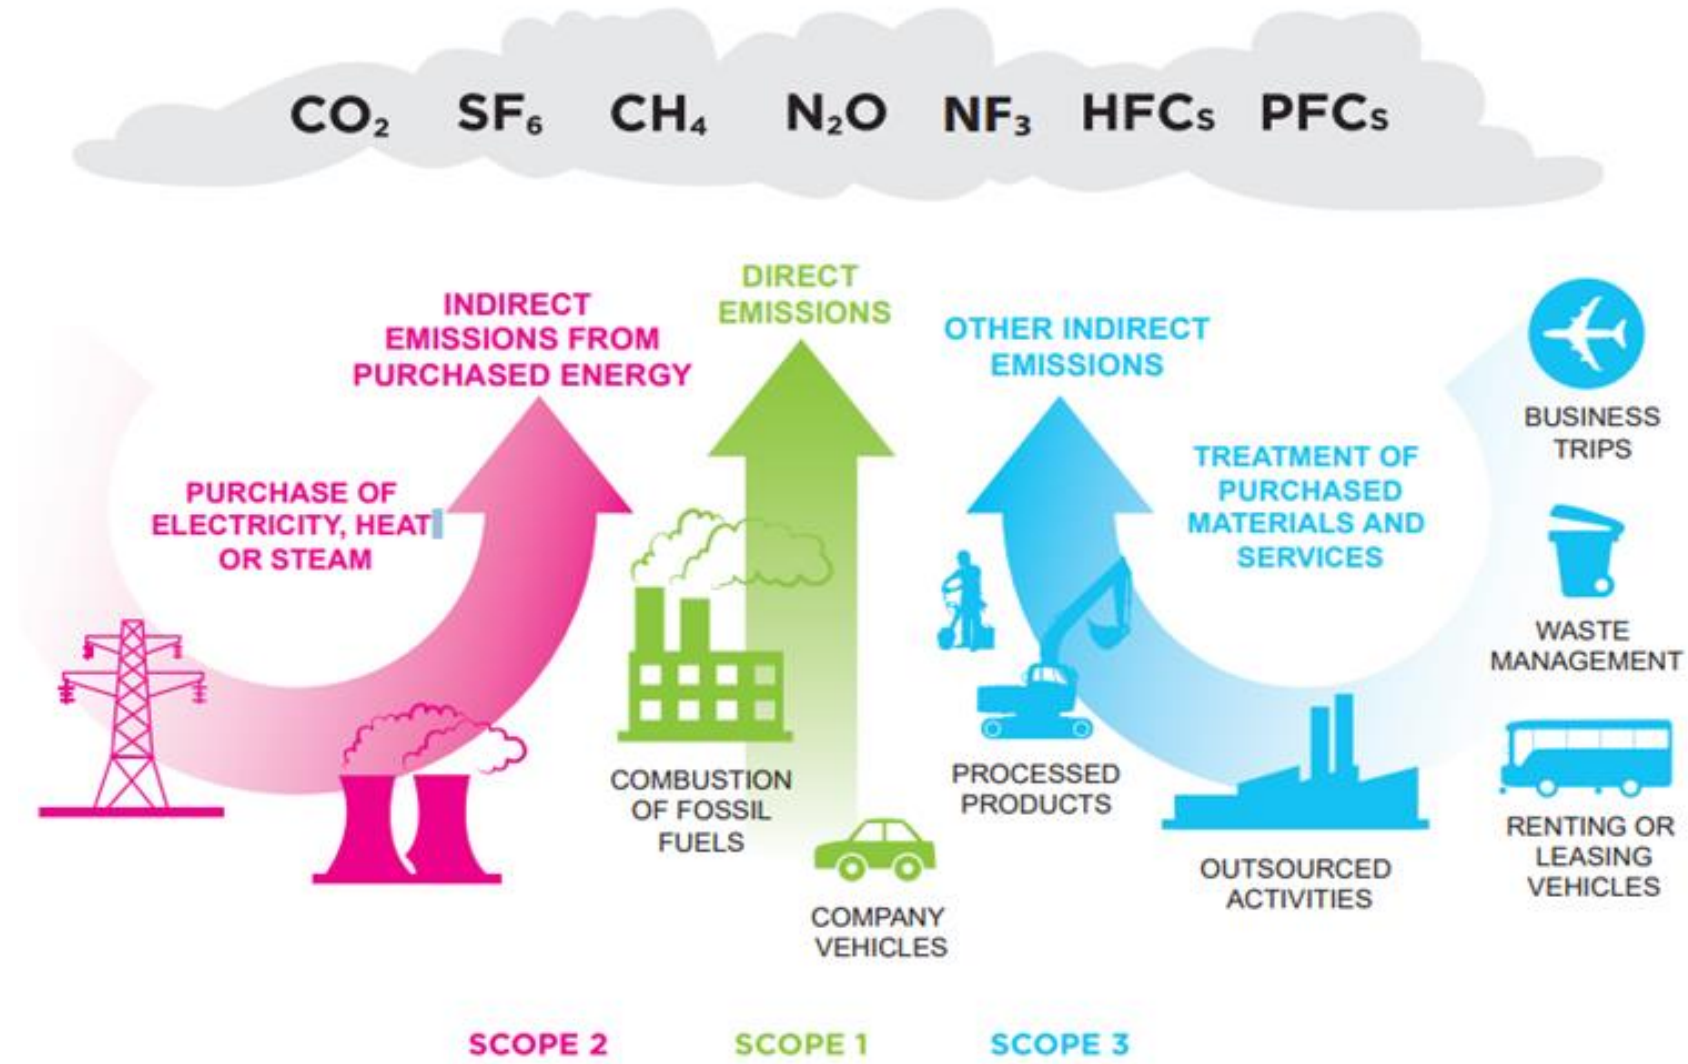 CO₂ SF₆ CH₄ N₂O NF₃ HFCs PFCs
INDIRECT
EMISSIONS FROM
PURCHASED ENERGY
DIRECT
EMISSIONS
OTHER INDIRECT
EMISSIONS
PURCHASE OF
ELECTRICITY, HEAT
OR STEAM
TREATMENT OF
PURCHASED
MATERIALS AND
SERVICES
BUSINESS
TRIPS
WASTE
MANAGEMENT
COMBUSTION
OF FOSSIL
FUELS
COMPANY
VEHICLES
PROCESSED
PRODUCTS
OUTSOURCED
ACTIVITIES
RENTING OR
LEASING
VEHICLES
SCOPE 2
SCOPE 1
SCOPE 3